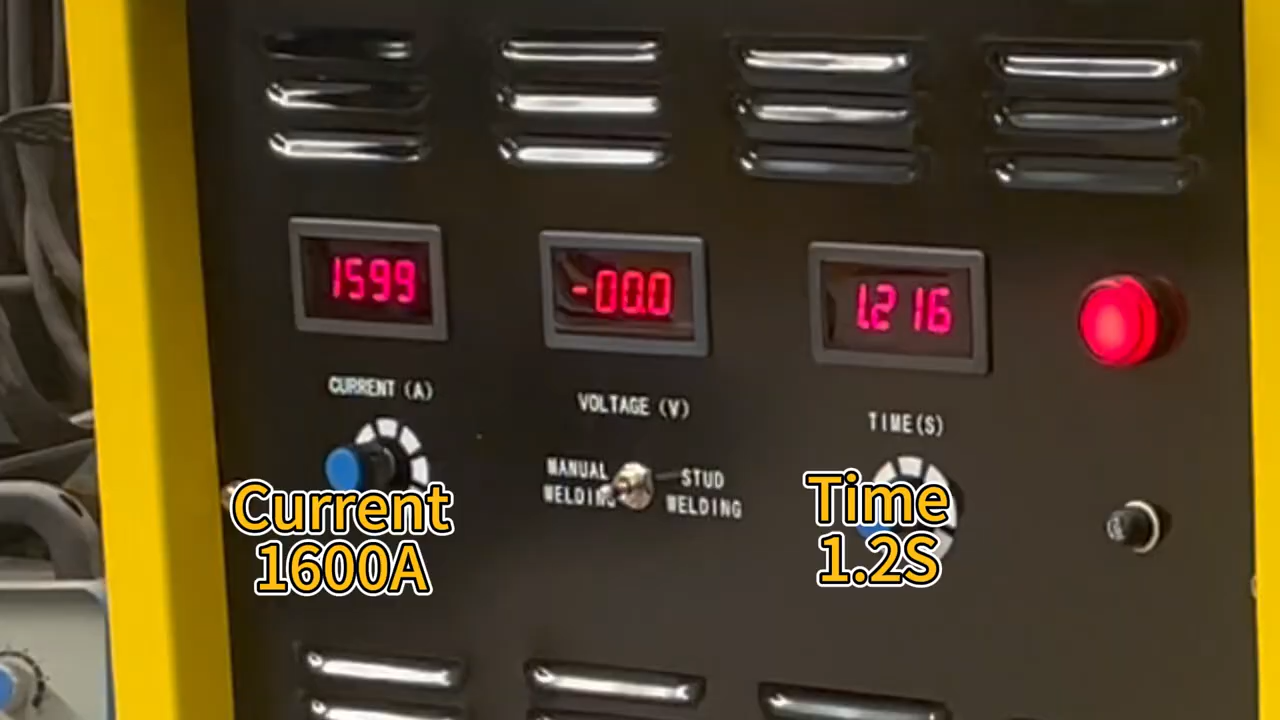 1599
-00.0
1.216
CURRENT (A)
VOLTAGE (V)
TIME(S)
MANUAL
WELDING
STUD
WELDING
Current
1600A
Time
1.2S